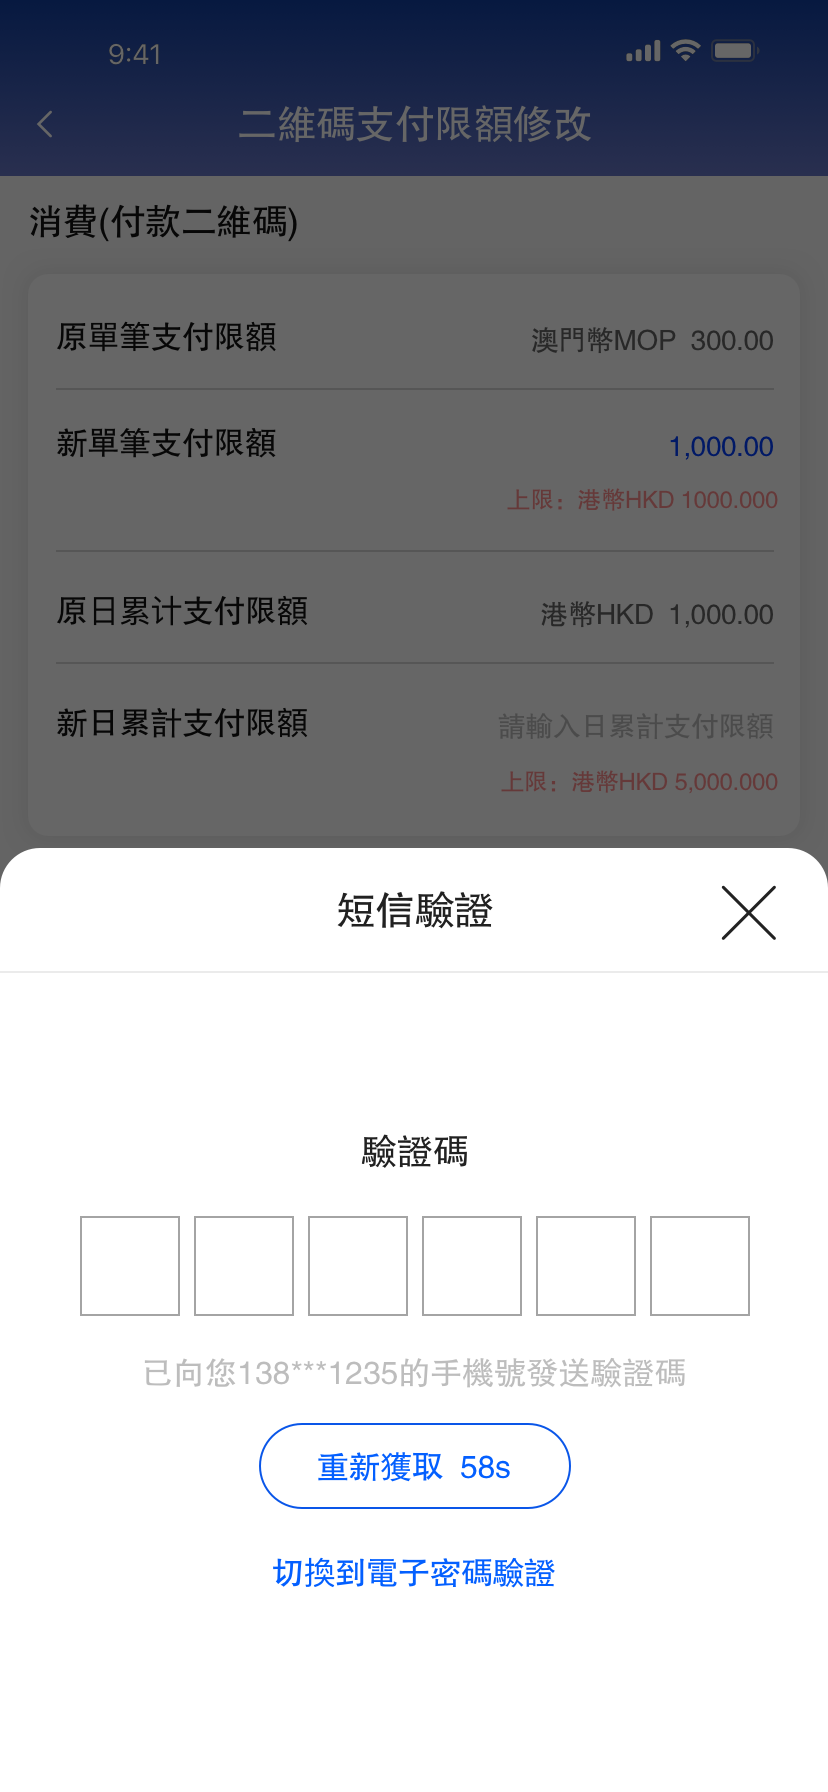 9:41
二維碼支付限額修改
消費(付款二維碼)
原單筆支付限額 澳門幣MOP 300.00
新單筆支付限額 1,000.00
上限：港幣HKD 1000.000
原日累计支付限額 港幣HKD 1,000.00
新日累計支付限額 請輸入日累計支付限額
上限：港幣HKD 5,000.000
短信驗證
驗證碼
已向您138***1235的手機號發送驗證碼
重新獲取 58s
切換到電子密碼驗證